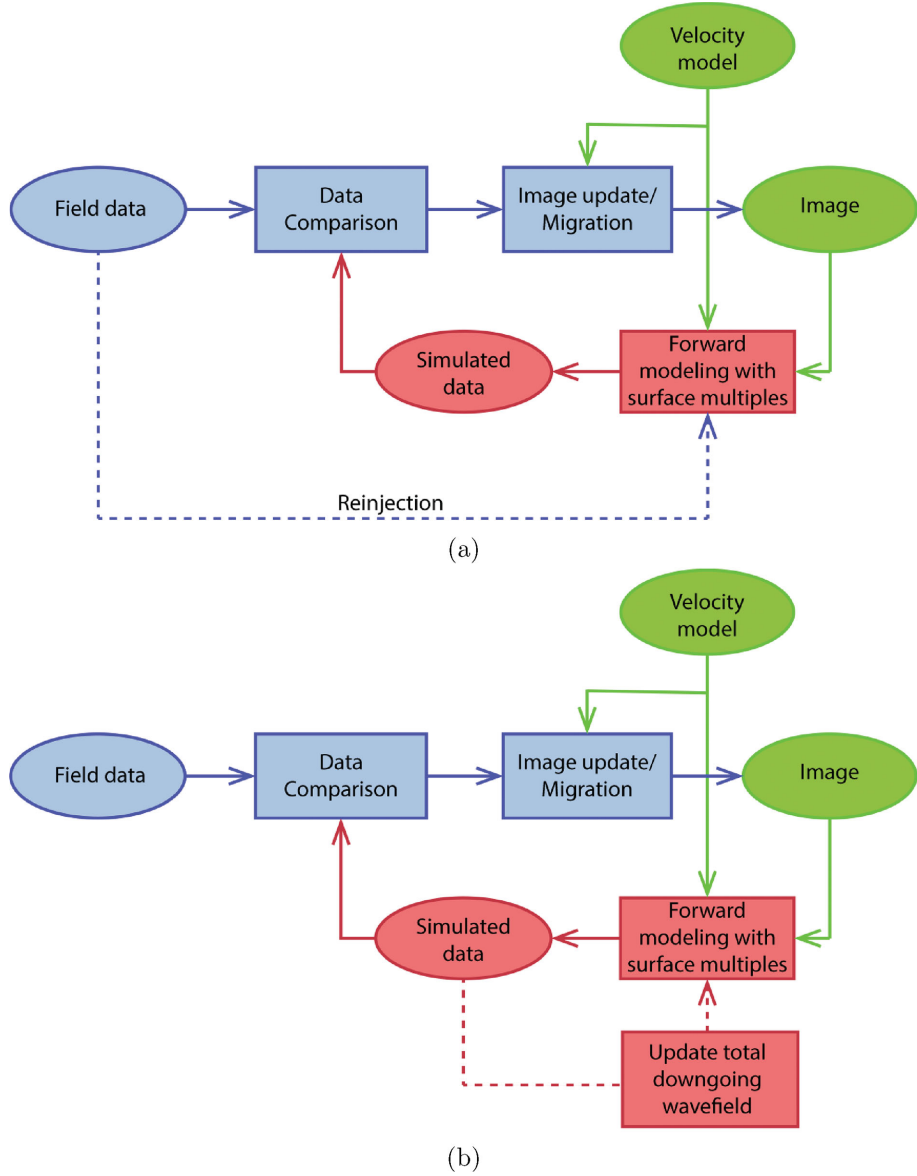 Velocity
model
Field data
Data
Comparison
Image update/
Migration
Image
Simulated
data
Forward
modeling with
surface multiples
Reinjection
(a)
Velocity
model
Field data
Data
Comparison
Image update/
Migration
Image
Simulated
data
Forward
modeling with
surface multiples
Update total
downgoing
wavefield
(b)